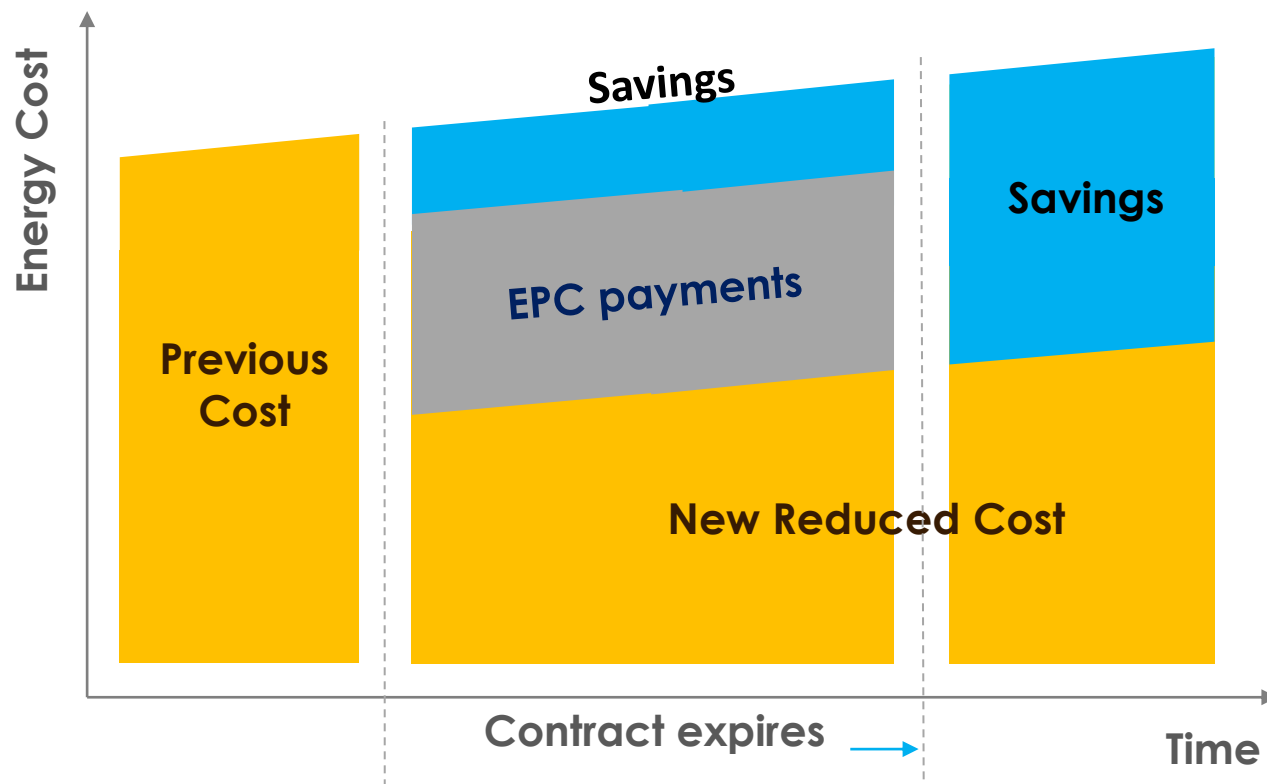 Energy Cost
Savings
Savings
EPC payments
Previous
Cost
New Reduced Cost
Contract expires
Time